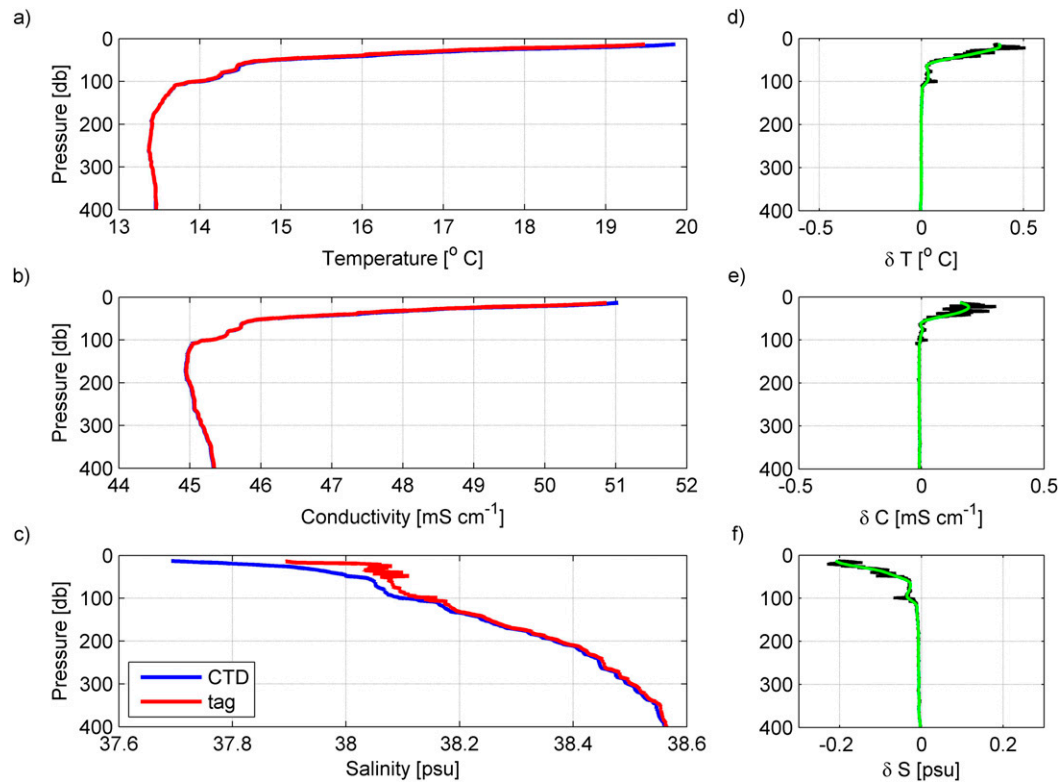 a)
0
100
200
300
400
Pressure [db]
13 14 15 16 17 18 19 20
Temperature [° C]
d)
0
100
200
300
400
-0.5 0 0.5
δ T [° C]
b)
0
100
200
300
400
Pressure [db]
44 45 46 47 48 49 50 51 52
Conductivity [mS cm⁻¹]
e)
0
100
200
300
400
-0.5 0 0.5
δ C [mS cm⁻¹]
c)
0
100
200
300
400
Pressure [db]
CTD
tag
37.6 37.8 38 38.2 38.4 38.6
Salinity [psu]
f)
0
100
200
300
400
-0.2 0 0.2
δ S [psu]